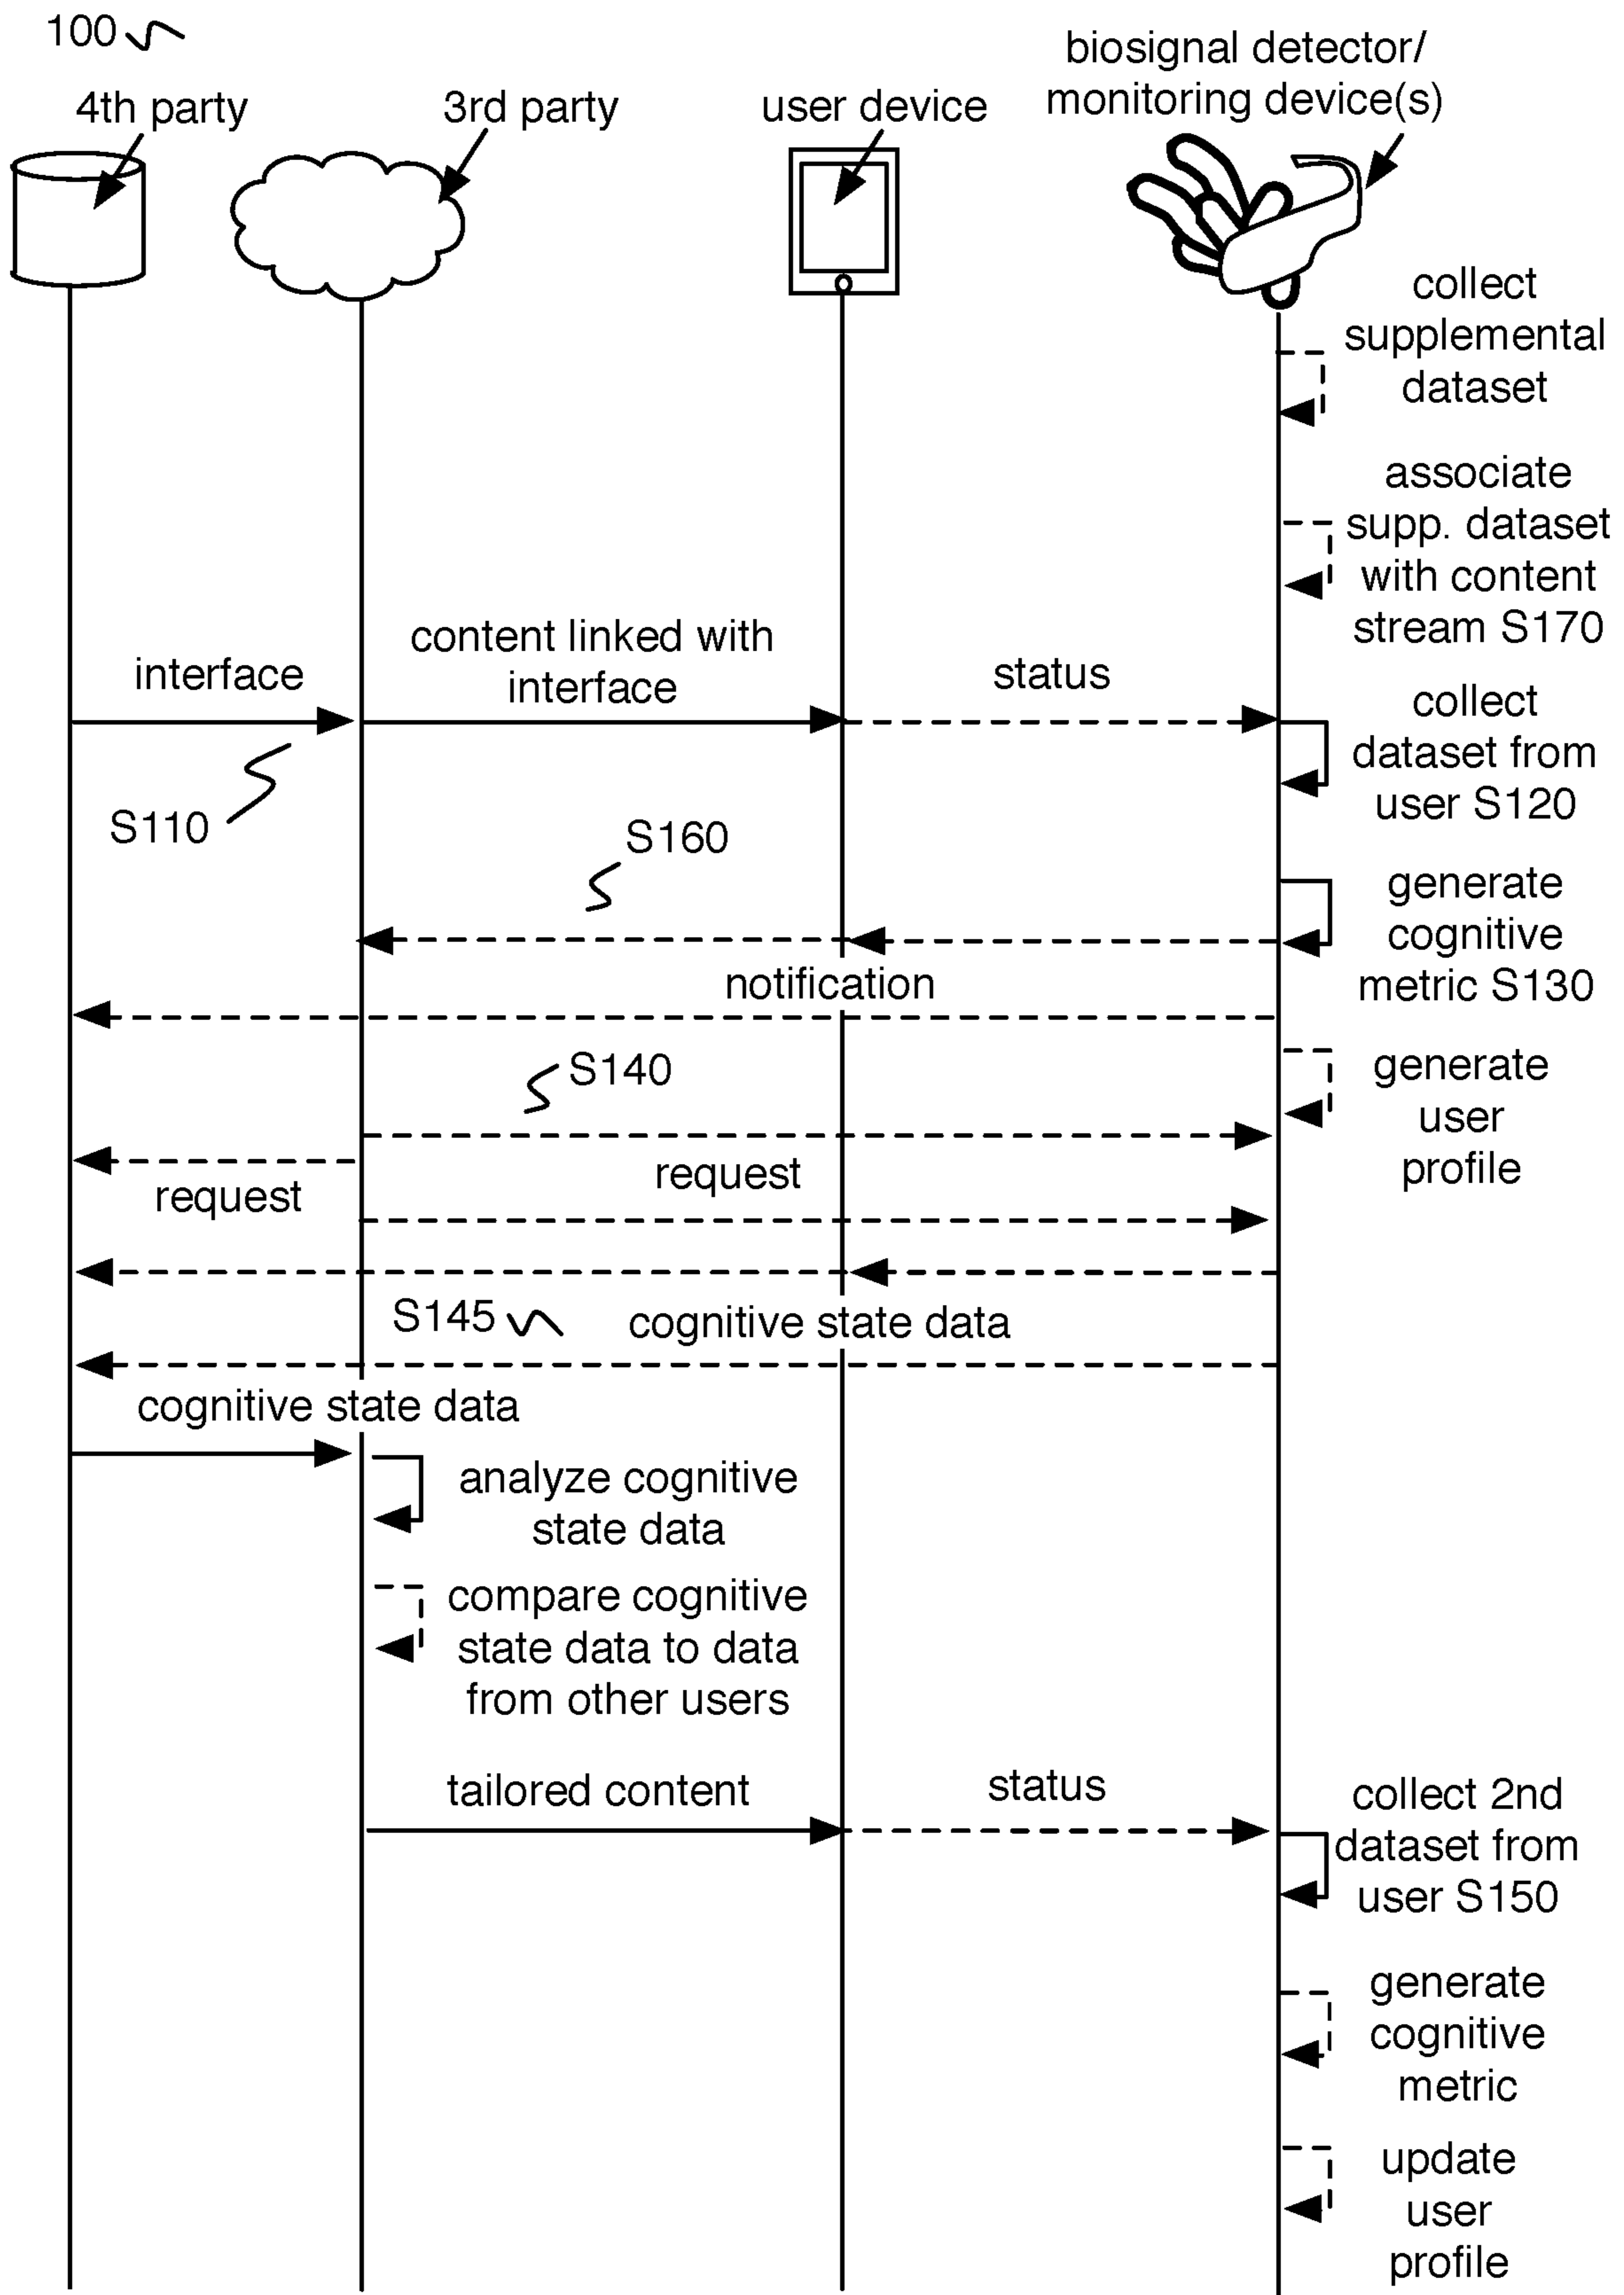 100
4th party
3rd party
user device
biosignal detector/
monitoring device(s)
collect
supplemental
dataset
associate
supp. dataset
with content
stream S170
interface
content linked with
interface
status
collect
dataset from
user S120
S110
S160
generate
cognitive
metric S130
notification
S140
generate
user
profile
request
request
S145
cognitive state data
cognitive state data
analyze cognitive
state data
compare cognitive
state data to data
from other users
tailored content
status
collect 2nd
dataset from
user S150
generate
cognitive
metric
update
user
profile